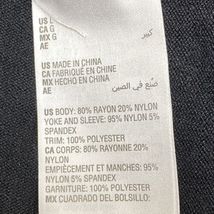 US L
CA G
MX G
AE
كبير
US MADE IN CHINA
CA FABRIQUÉ EN CHINE
MX HECHO EN CHINA
AE
صُنع في الصين
US BODY: 80% RAYON 20% NYLON
YOKE AND SLEEVE: 95% NYLON 5%
SPANDEX
TRIM: 100% POLYESTER
CA CORPS: 80% RAYONNE 20%
NYLON
EMPIÈCEMENT ET MANCHES: 95%
NYLON 5% SPANDEX
GARNITURE: 100% POLYESTER
MX CUADRADO DEL BOLSILLO: